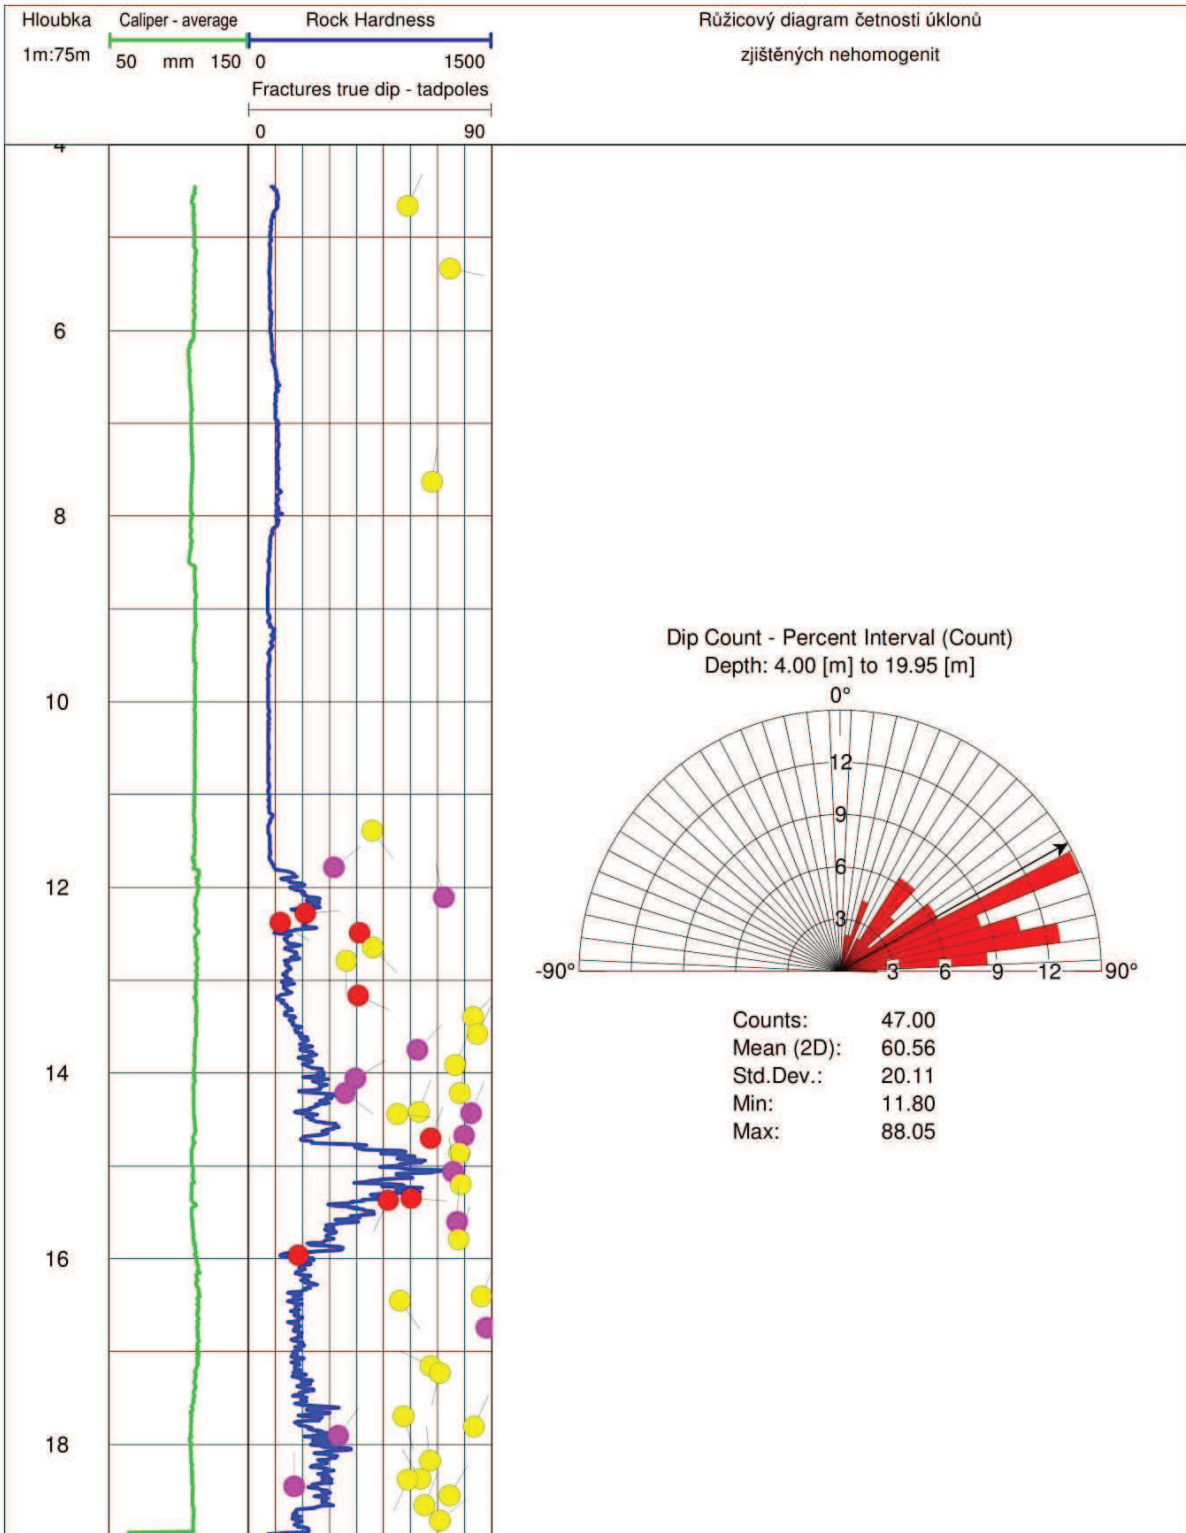 Hloubka
1m:75m
Caliper - average
50 mm 150
Rock Hardness
0 1500
Fractures true dip - tadpoles
0 90
Růžicový diagram četnosti úklonů
zjištěných nehomogenit
4
6
8
10
12
14
16
18
Dip Count - Percent Interval (Count)
Depth: 4.00 [m] to 19.95 [m]
0°
12
9
6
3
-90° 3 6 9 12 90°
Counts: 47.00
Mean (2D): 60.56
Std.Dev.: 20.11
Min: 11.80
Max: 88.05